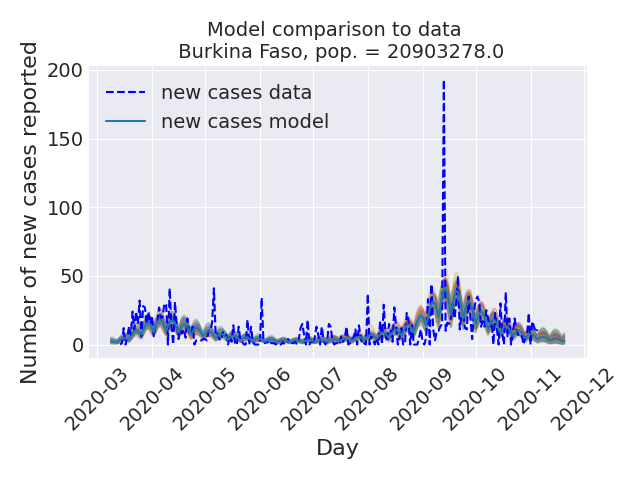 Model comparison to data
Burkina Faso, pop. = 20903278.0
Number of new cases reported
200
150
100
50
0
new cases data
new cases model
2020-03
2020-04
2020-05
2020-06
2020-07
2020-08
2020-09
2020-10
2020-11
2020-12
Day